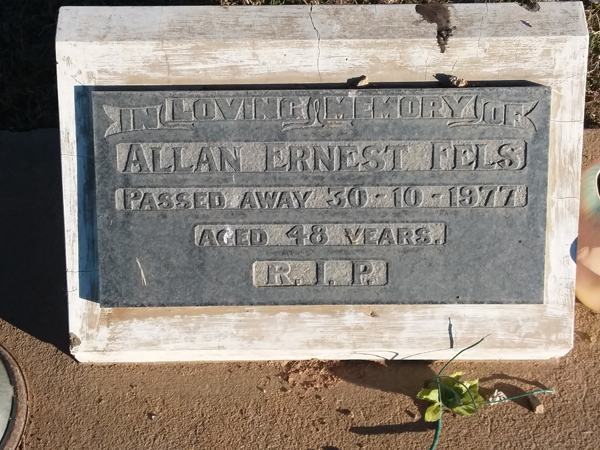 IN LOVING MEMORY OF
ALLAN ERNEST FELS
PASSED AWAY 30-10-1977
AGED 48 YEARS.
R. I. P.